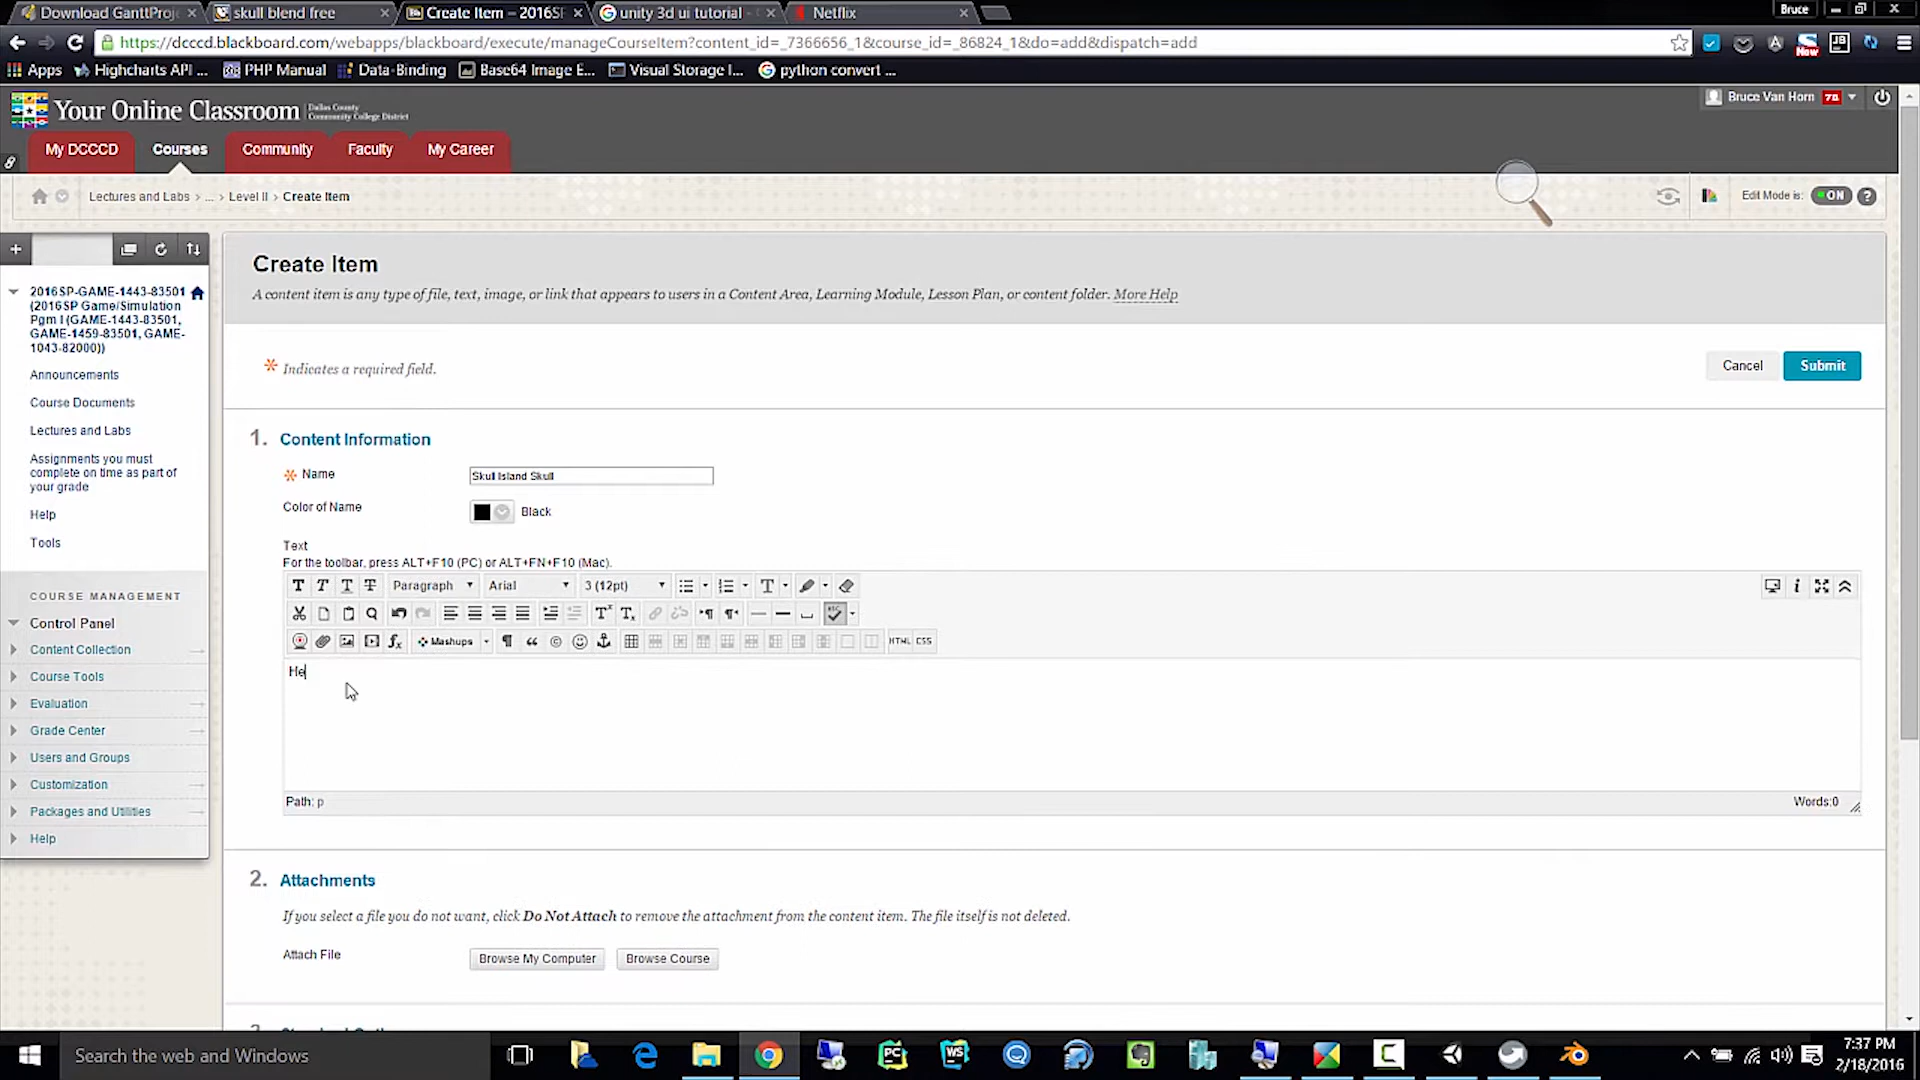 Download GanttProj
skull blend free
Create Item – 2016SP
unity 3d ui tutorial -
Netflix
Bruce
https://dcccd.blackboard.com/webapps/blackboard/execute/manageCourseItem?content_id=_7366656_1&course_id=_86824_1&do=add&dispatch=add
Apps
Highcharts API ...
PHP Manual
Data-Binding
Base64 Image E...
Visual Storage I...
python convert ...
Your Online Classroom
Dallas County
Community College District
Bruce Van Horn
My DCCCD
Courses
Community
Faculty
My Career
Lectures and Labs > ... > Level II > Create Item
Edit Mode is: ON ?
2016SP-GAME-1443-83501
(2016SP Game/Simulation
Pgm I (GAME-1443-83501,
GAME-1459-83501, GAME-
1043-82000))
Announcements
Course Documents
Lectures and Labs
Assignments you must
complete on time as part of
your grade
Help
Tools
COURSE MANAGEMENT
Control Panel
Content Collection
Course Tools
Evaluation
Grade Center
Users and Groups
Customization
Packages and Utilities
Help
Create Item
A content item is any type of file, text, image, or link that appears to users in a Content Area, Learning Module, Lesson Plan, or content folder. More Help
Indicates a required field.
Cancel
Submit
1. Content Information
Name
Skull Island Skull
Color of Name
Black
Text
For the toolbar, press ALT+F10 (PC) or ALT+FN+F10 (Mac).
Paragraph
Arial
3 (12pt)
Mashups
HTML CSS
He
Path: p
Words:0
2. Attachments
If you select a file you do not want, click Do Not Attach to remove the attachment from the content item. The file itself is not deleted.
Attach File
Browse My Computer
Browse Course
Search the web and Windows
7:37 PM
2/18/2016